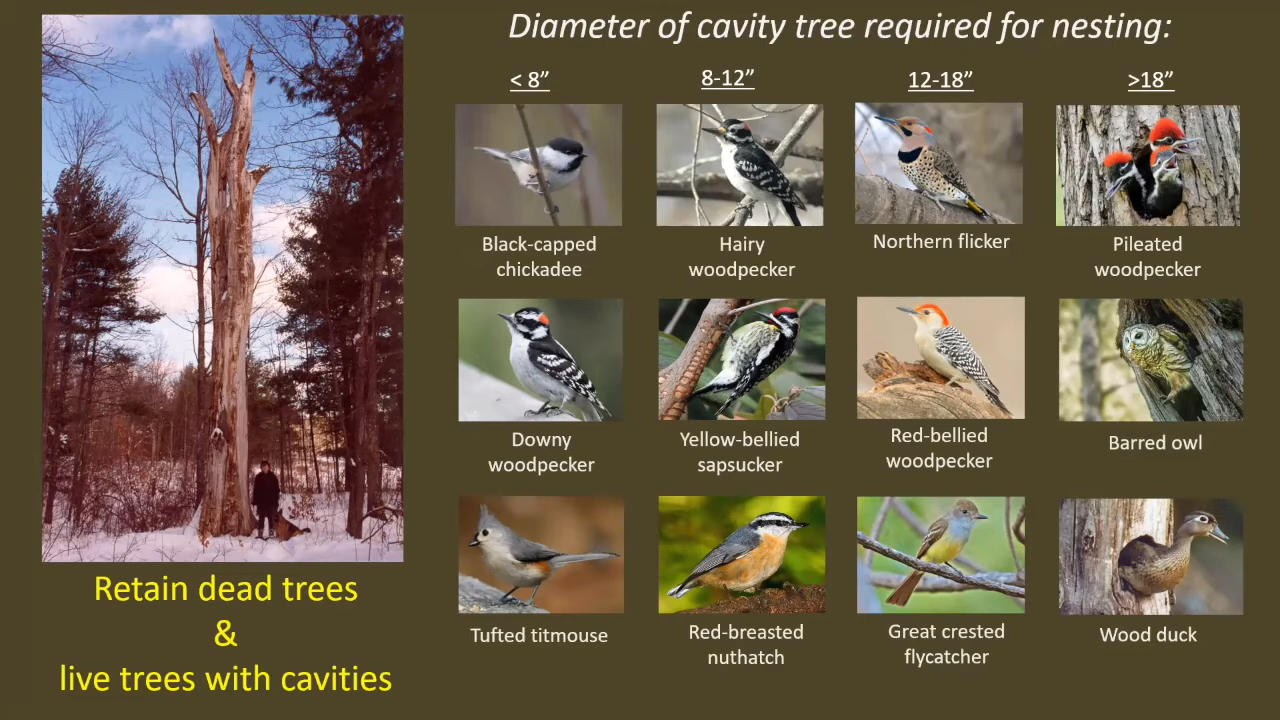 Diameter of cavity tree required for nesting:
< 8”
8-12”
12-18”
>18”
Black-capped
chickadee
Hairy
woodpecker
Northern flicker
Pileated
woodpecker
Downy
woodpecker
Yellow-bellied
sapsucker
Red-bellied
woodpecker
Barred owl
Tufted titmouse
Red-breasted
nuthatch
Great crested
flycatcher
Wood duck
Retain dead trees
&
live trees with cavities